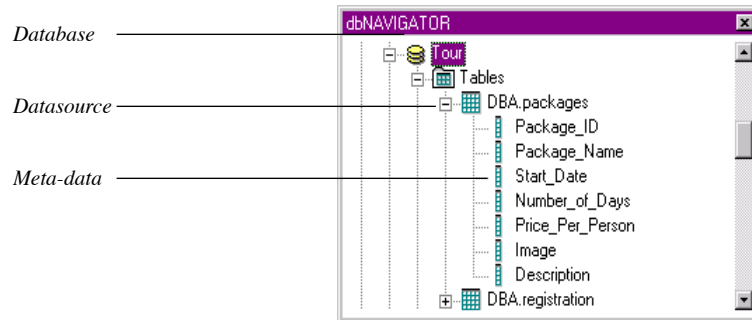 dbNAVIGATOR
Database
Tour
Tables
Datasource
DBA.packages
Package_ID
Package_Name
Meta-data
Start_Date
Number_of_Days
Price_Per_Person
Image
Description
DBA.registration